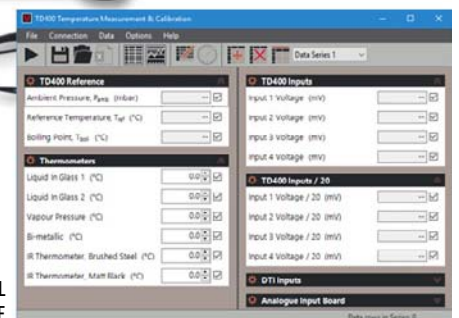 TD400 Temperature Measurement & Calibration
File Connection Data Options Help
Data Series 1
TD400 Reference
Ambient Pressure, Pamb (mbar) --
Reference Temperature, Tref (°C) --
Boiling Point, Tboil (°C) --
Thermometers
Liquid in Glass 1 (°C) 0.0
Liquid in Glass 2 (°C) 0.0
Vapour Pressure (°C) 0.0
Bi-metallic (°C) 0.0
IR Thermometer, Brushed Steel (°C) 0.0
IR Thermometer, Matt Black (°C) 0.0
TD400 Inputs
Input 1 Voltage (mV) --
Input 2 Voltage (mV) --
Input 3 Voltage (mV) --
Input 4 Voltage (mV) --
TD400 Inputs / 20
Input 1 Voltage / 20 (mV) --
Input 2 Voltage / 20 (mV) --
Input 3 Voltage / 20 (mV) --
Input 4 Voltage / 20 (mV) --
DTI Inputs
Analogue Input Board